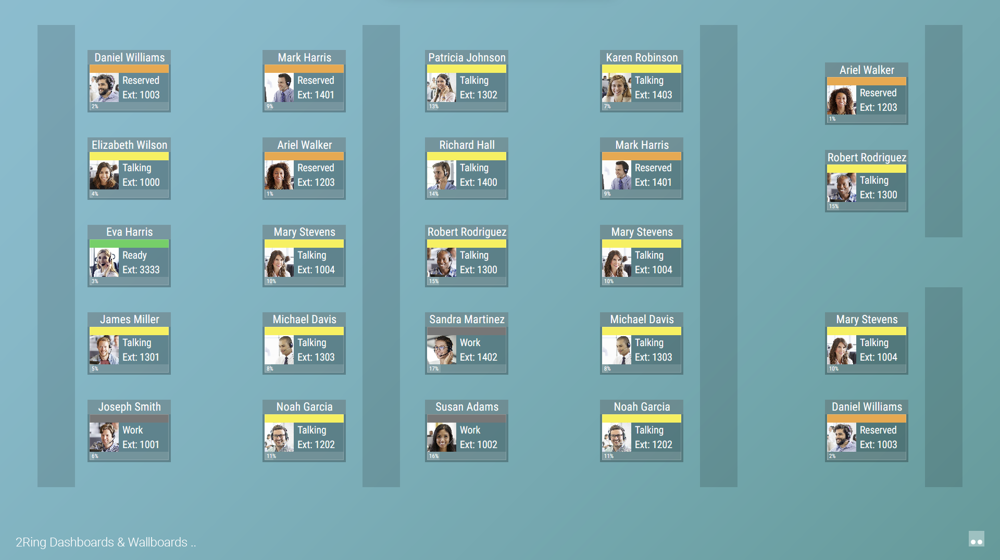 Daniel Williams
Reserved
Ext: 1003
2%
Elizabeth Wilson
Talking
Ext: 1000
4%
Eva Harris
Ready
Ext: 3333
3%
James Miller
Talking
Ext: 1301
5%
Joseph Smith
Work
Ext: 1001
6%
Mark Harris
Reserved
Ext: 1401
9%
Ariel Walker
Reserved
Ext: 1203
1%
Mary Stevens
Talking
Ext: 1004
10%
Michael Davis
Talking
Ext: 1303
8%
Noah Garcia
Talking
Ext: 1202
11%
Patricia Johnson
Talking
Ext: 1302
13%
Richard Hall
Talking
Ext: 1400
14%
Robert Rodriguez
Talking
Ext: 1300
15%
Sandra Martinez
Work
Ext: 1402
17%
Susan Adams
Work
Ext: 1002
16%
Karen Robinson
Talking
Ext: 1403
7%
Mark Harris
Reserved
Ext: 1401
9%
Mary Stevens
Talking
Ext: 1004
10%
Michael Davis
Talking
Ext: 1303
8%
Noah Garcia
Talking
Ext: 1202
11%
Ariel Walker
Reserved
Ext: 1203
1%
Robert Rodriguez
Talking
Ext: 1300
15%
Mary Stevens
Talking
Ext: 1004
10%
Daniel Williams
Reserved
Ext: 1003
2%
2Ring Dashboards & Wallboards ..